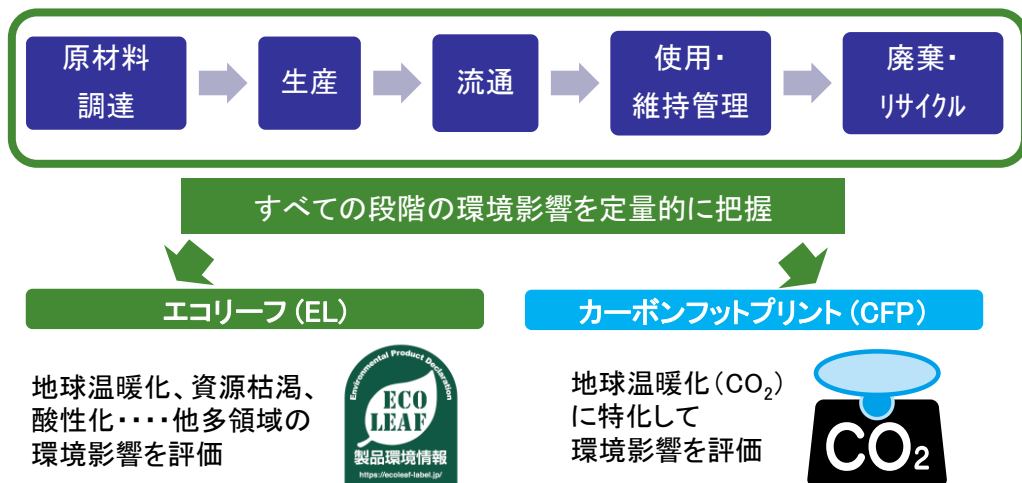 原材料
調達
生産
流通
使用・
維持管理
廃棄・
ﾘｻｲｸﾙ
すべての段階の環境影響を定量的に把握
エコリーフ(EL)
地球温暖化、資源枯渇、
酸性化････他多領域の
環境影響を評価
Environmental Product Declaration
ECO
LEAF
製品環境情報
https://ecoleaf-label.jp/
カーボンフットプリント(CFP)
地球温暖化(CO₂)
に特化して
環境影響を評価
CO₂